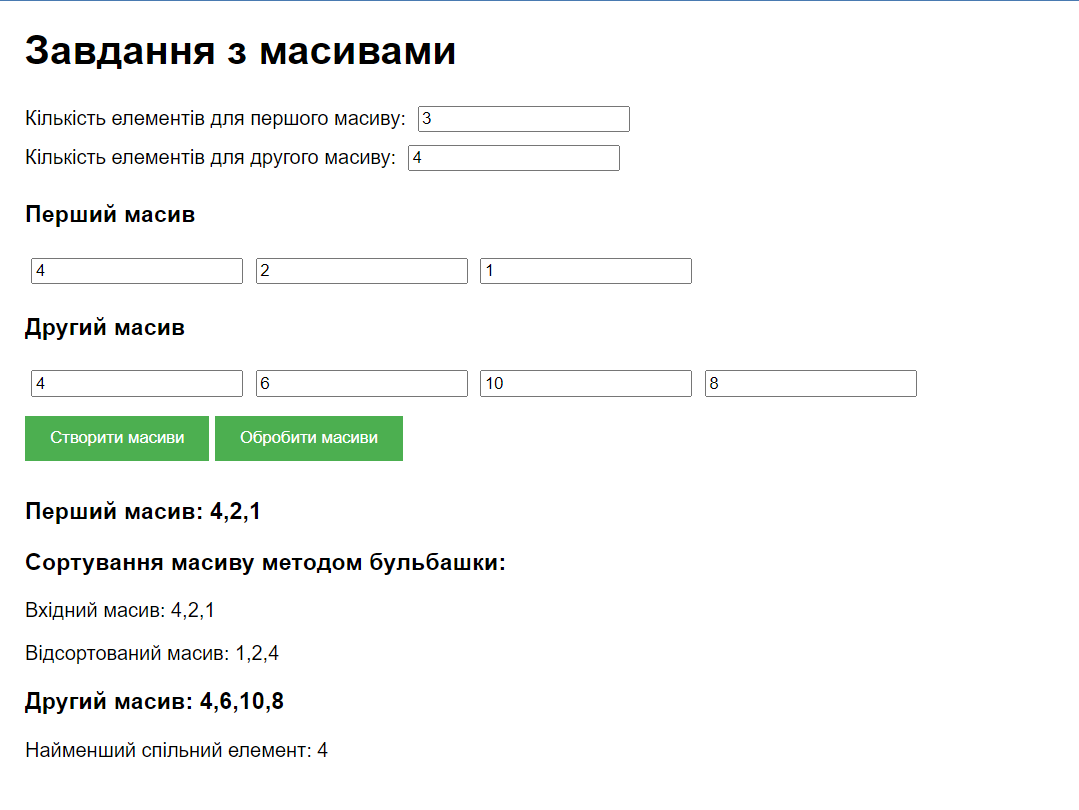 Завдання з масивами
Кількість елементів для першого масиву: 3
Кількість елементів для другого масиву: 4
Перший масив
4 2 1
Другий масив
4 6 10 8
Створити масиви Обробити масиви
Перший масив: 4,2,1
Сортування масиву методом бульбашки:
Вхідний масив: 4,2,1
Відсортований масив: 1,2,4
Другий масив: 4,6,10,8
Найменший спільний елемент: 4